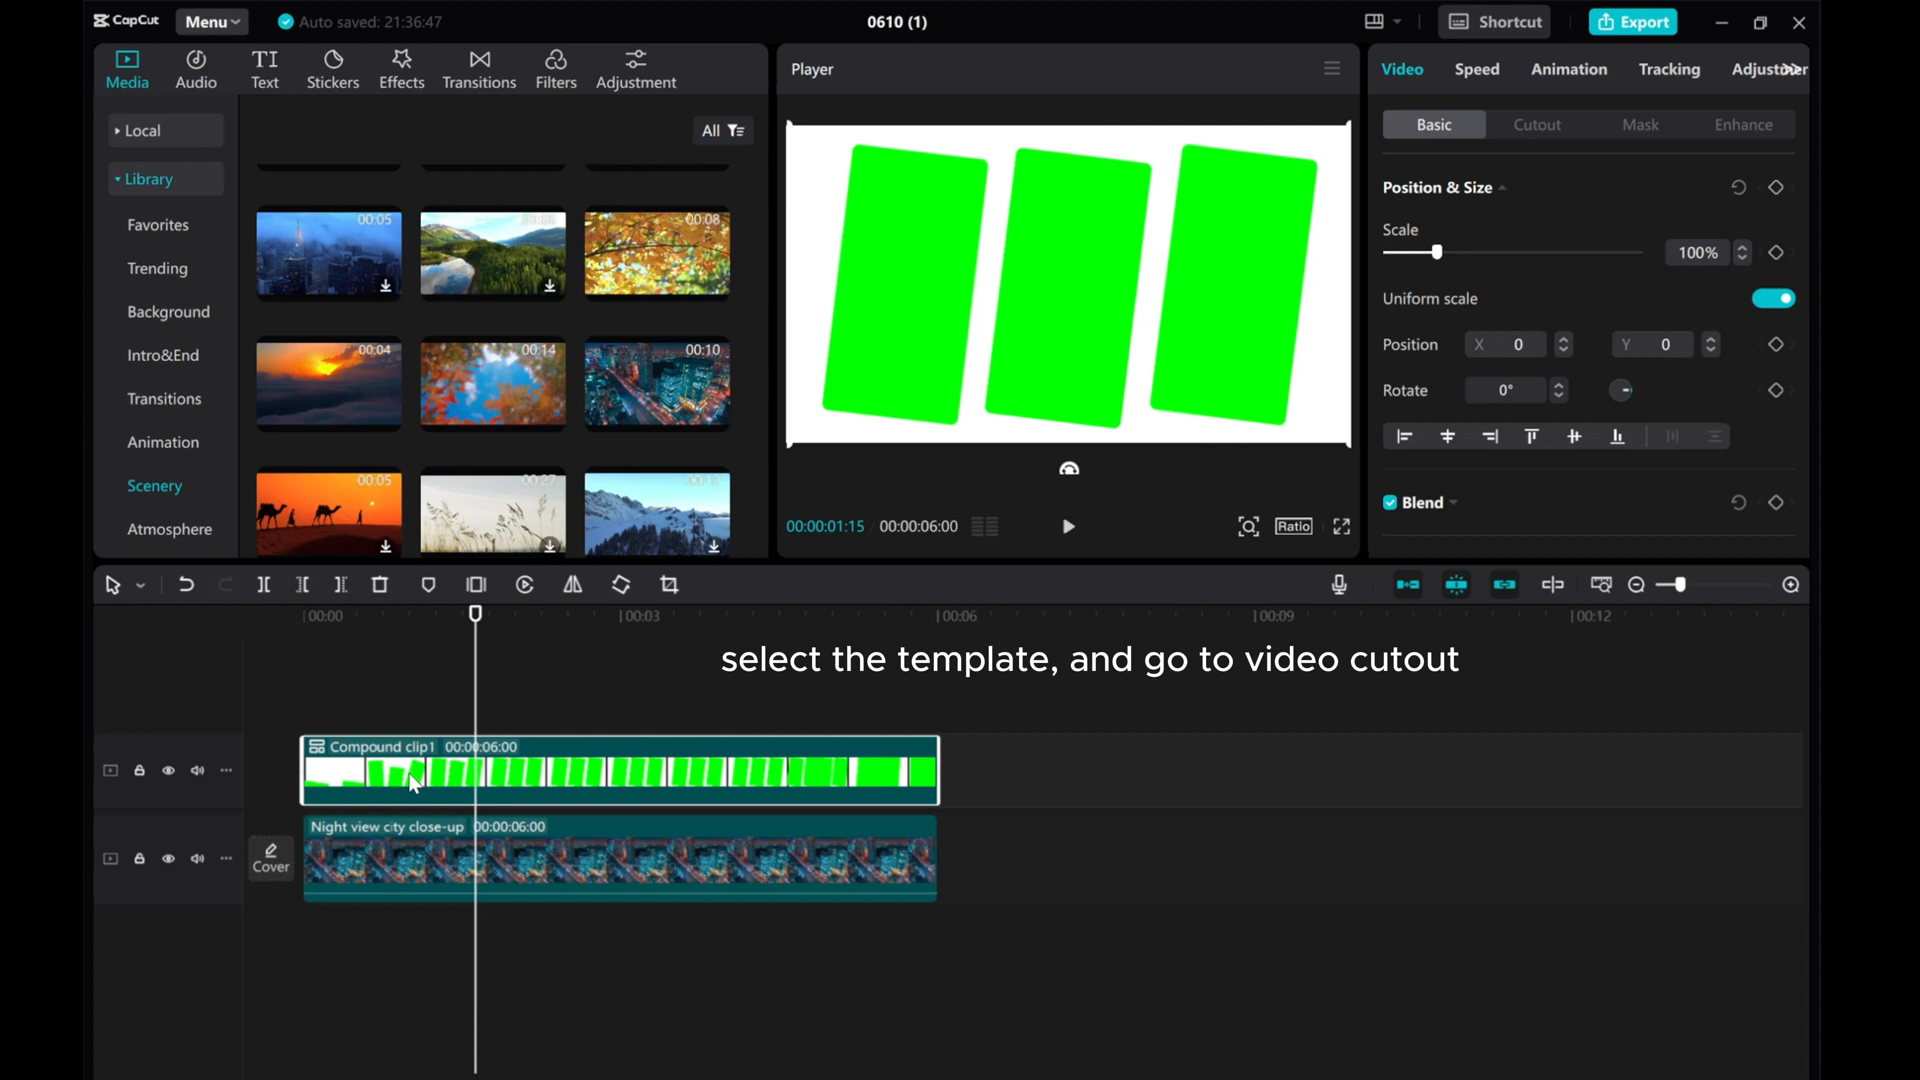 CapCut
Menu
Auto saved: 21:36:47
0610 (1)
Shortcut
Export
Media
Audio
Text
Stickers
Effects
Transitions
Filters
Adjustment
Local
Library
Favorites
Trending
Background
Intro&End
Transitions
Animation
Scenery
Atmosphere
All
00:05
00:08
00:04
00:14
00:10
00:05
00:27
Player
00:00:01:15
00:00:06:00
Ratio
Video
Speed
Animation
Tracking
Basic
Cutout
Mask
Enhance
Position & Size
Scale
100%
Uniform scale
Position
X 0
Y 0
Rotate
0°
Blend
00:00
00:03
00:06
00:09
00:12
select the template, and go to video cutout
Compound clip1 00:00:06:00
Night view city close-up 00:00:06:00
Cover